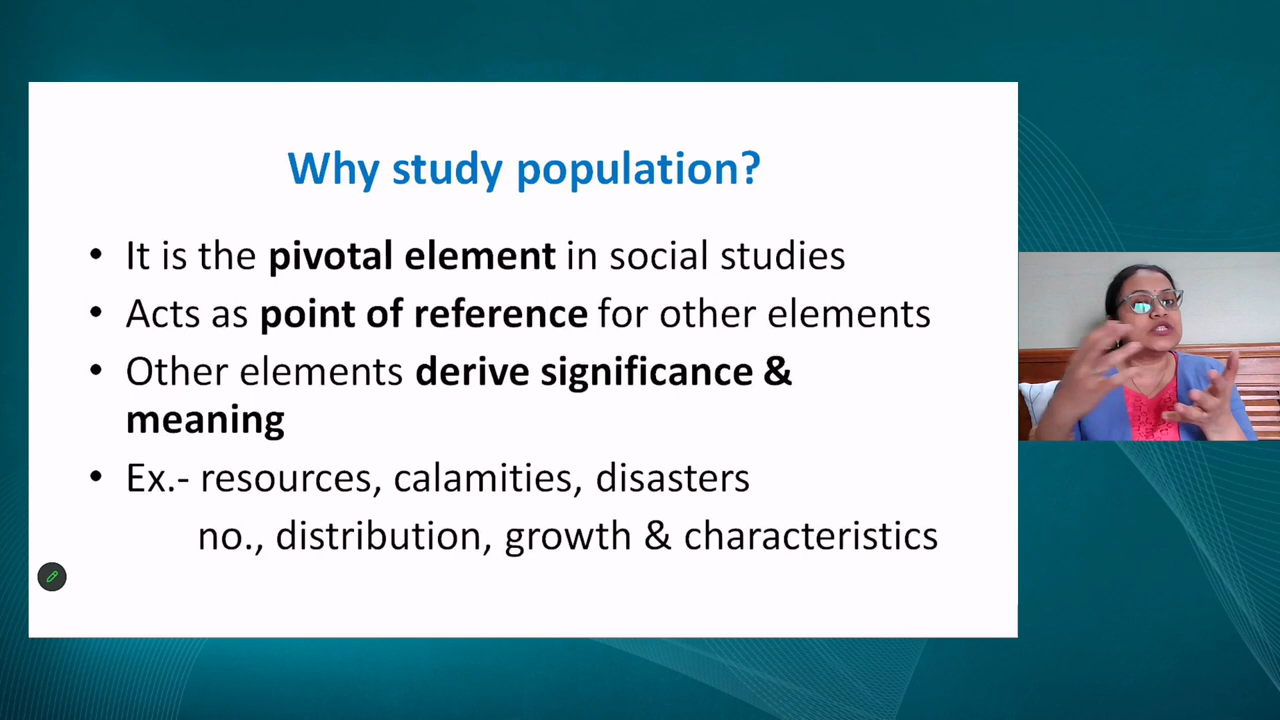 Why study population?
• It is the pivotal element in social studies
• Acts as point of reference for other elements
• Other elements derive significance &
meaning
• Ex.- resources, calamities, disasters
no., distribution, growth & characteristics